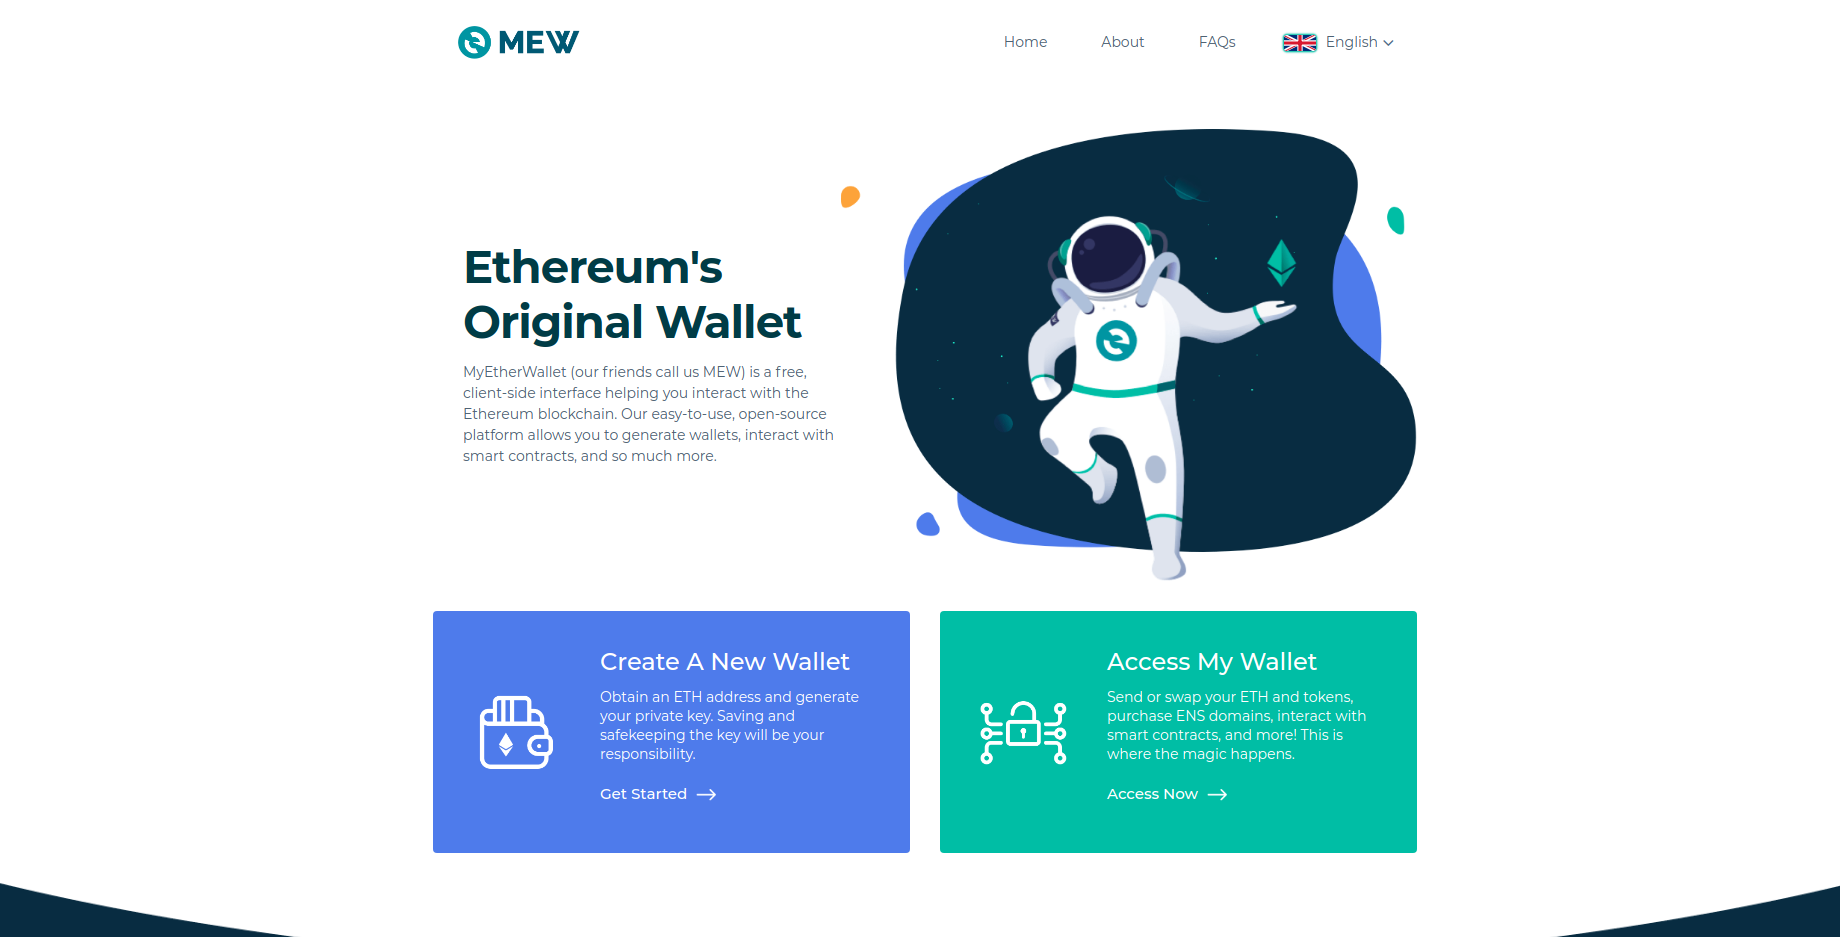 MEW
Home
About
FAQs
English
Ethereum's
Original Wallet
MyEtherWallet (our friends call us MEW) is a free,
client-side interface helping you interact with the
Ethereum blockchain. Our easy-to-use, open-source
platform allows you to generate wallets, interact with
smart contracts, and so much more.
Create A New Wallet
Obtain an ETH address and generate
your private key. Saving and
safekeeping the key will be your
responsibility.
Get Started
Access My Wallet
Send or swap your ETH and tokens,
purchase ENS domains, interact with
smart contracts, and more! This is
where the magic happens.
Access Now